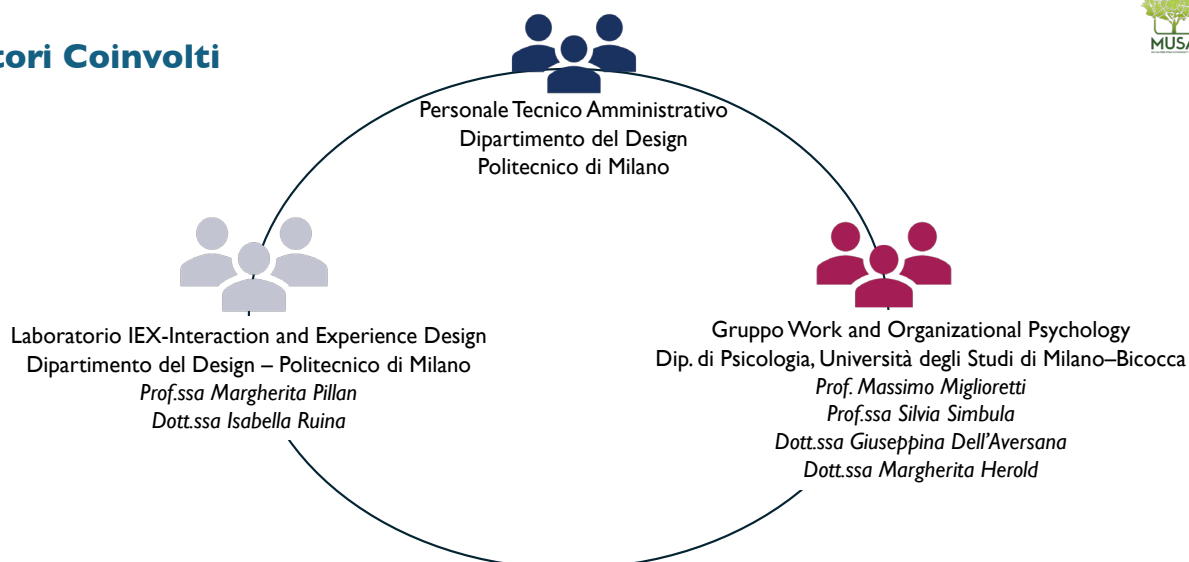 tori Coinvolti
MUSA
Personale Tecnico Amministrativo
Dipartimento del Design
Politecnico di Milano
Laboratorio IEX-Interaction and Experience Design
Dipartimento del Design – Politecnico di Milano
Prof.ssa Margherita Pillan
Dott.ssa Isabella Ruina
Gruppo Work and Organizational Psychology
Dip. di Psicologia, Università degli Studi di Milano–Bicocca
Prof. Massimo Miglioretti
Prof.ssa Silvia Simbula
Dott.ssa Giuseppina Dell’Aversana
Dott.ssa Margherita Herold